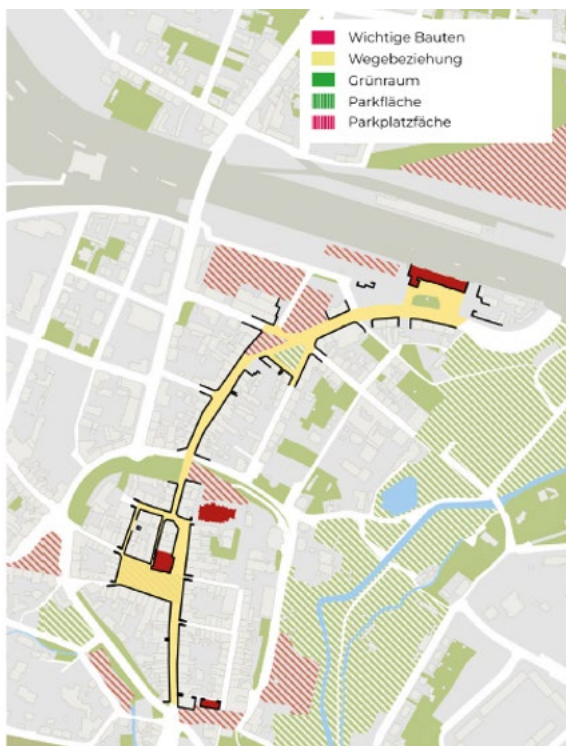 Wichtige Bauten
Wegebeziehung
Grünraum
Parkfläche
Parkplatzfäche